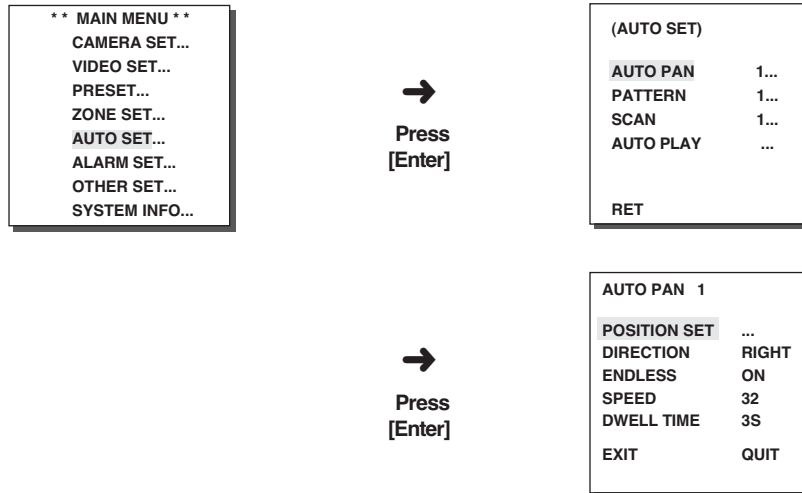 * * MAIN MENU * *
CAMERA SET...
VIDEO SET...
PRESET...
ZONE SET...
AUTO SET...
ALARM SET...
OTHER SET...
SYSTEM INFO...
Press
[Enter]
(AUTO SET)
AUTO PAN 1...
PATTERN 1...
SCAN 1...
AUTO PLAY ...
RET
Press
[Enter]
AUTO PAN 1
POSITION SET ...
DIRECTION RIGHT
ENDLESS ON
SPEED 32
DWELL TIME 3S
EXIT QUIT